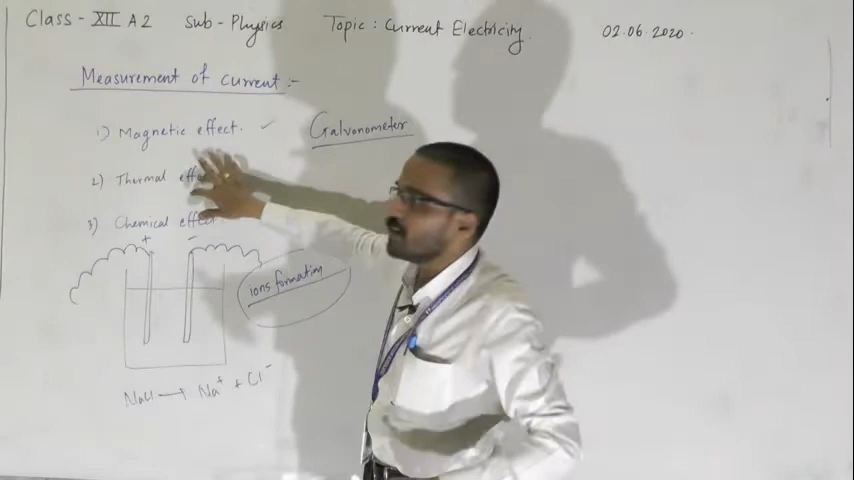 Class - XII A2 Sub - Physics Topic : Current Electricity 02.06.2020.
Measurement of current :-
1) Magnetic effect. ✓ Galvanometer
2) Thermal
3) Chemical effect
+ -
ions formation
NaCl → Na⁺ + Cl⁻